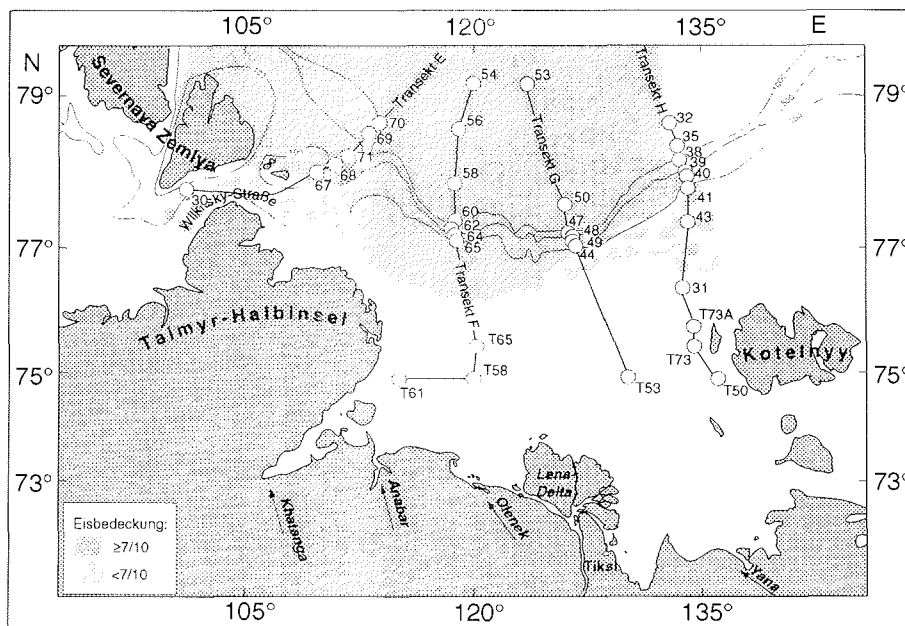 105° 120° 135° E
N
79° 79°
77° 77°
75° 75°
73° 73°
105° 120° 135°
Severnaya Zemlya
Wilkitsky-Straße
Taimyr-Halbinsel
Kotelnyy
Lena-
Delta
Tiksi
Khatanga
Anabar
Olenek
Yana
Transekt E
Transekt F
Transekt G
Transekt H
30
67
68
71
69
70
54
56
58
60
62
64
65
T65
T58
T61
53
50
47
48
49
44
T53
32
35
38
39
40
41
43
31
T73A
T73
T50
Eisbedeckung:
≥7/10
<7/10